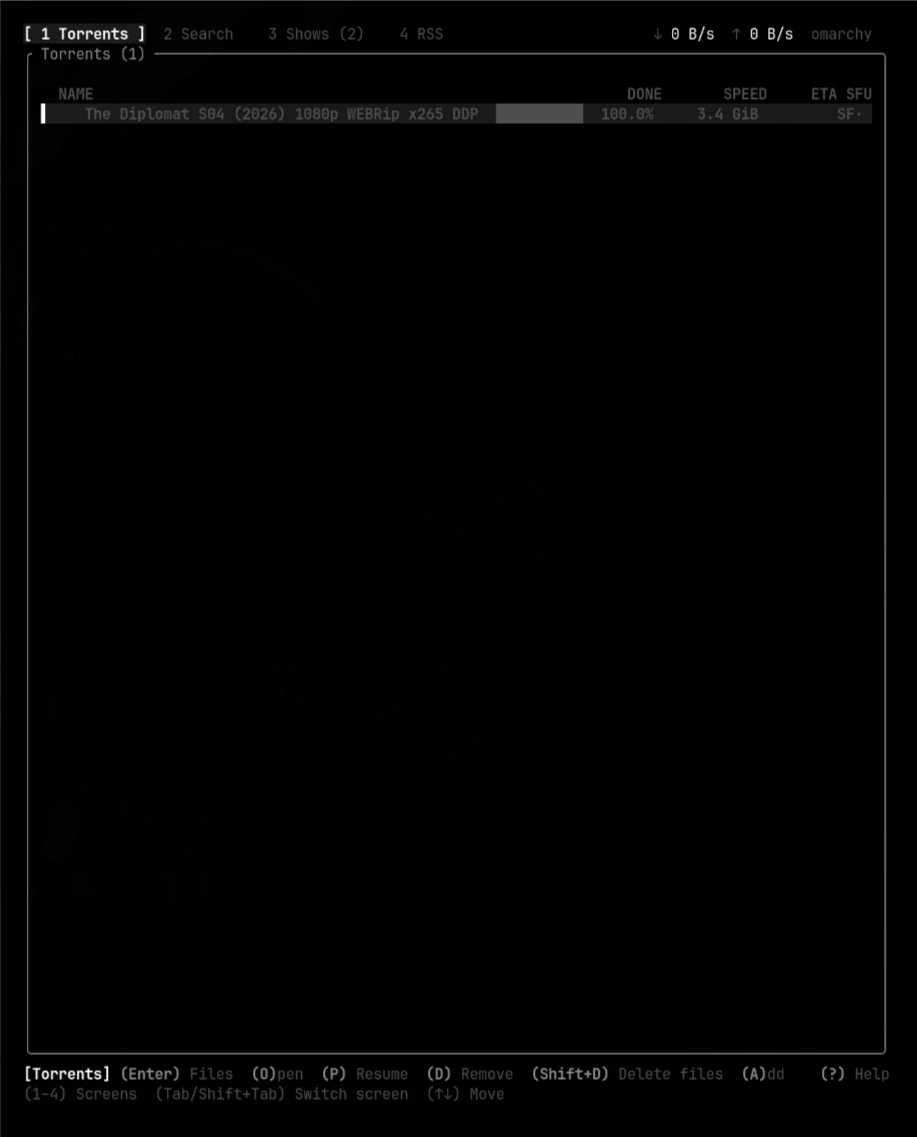 [ 1 Torrents ] 2 Search 3 Shows (2) 4 RSS ↓ 0 B/s ↑ 0 B/s omarchy
Torrents (1)
NAME DONE SPEED ETA SFU
The Diplomat S04 (2026) 1080p WEBRip x265 DDP 100.0% 3.4 GiB SF·
[Torrents] (Enter) Files (O)pen (P) Resume (D) Remove (Shift+D) Delete files (A)dd (?) Help
(1-4) Screens (Tab/Shift+Tab) Switch screen (↑↓) Move